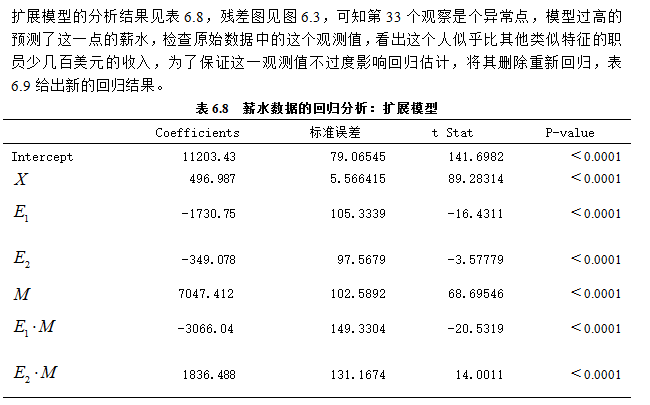 扩展模型的分析结果见表 6.8，残差图见图 6.3，可知第 33 个观察是个异常点，模型过高的
预测了这一点的薪水，检查原始数据中的这个观测值，看出这个人似乎比其他类似特征的职
员少几百美元的收入，为了保证这一观测值不过度影响回归估计，将其删除重新回归，表
6.9 给出新的回归结果。
表 6.8 薪水数据的回归分析：扩展模型
Coefficients 标准误差 t Stat P-value
Intercept 11203.43 79.06545 141.6982 ＜0.0001
X 496.987 5.566415 89.28314 ＜0.0001
E₁ -1730.75 105.3339 -16.4311 ＜0.0001
E₂ -349.078 97.5679 -3.57779 ＜0.0001
M 7047.412 102.5892 68.69546 ＜0.0001
E₁·M -3066.04 149.3304 -20.5319 ＜0.0001
E₂·M 1836.488 131.1674 14.0011 ＜0.0001